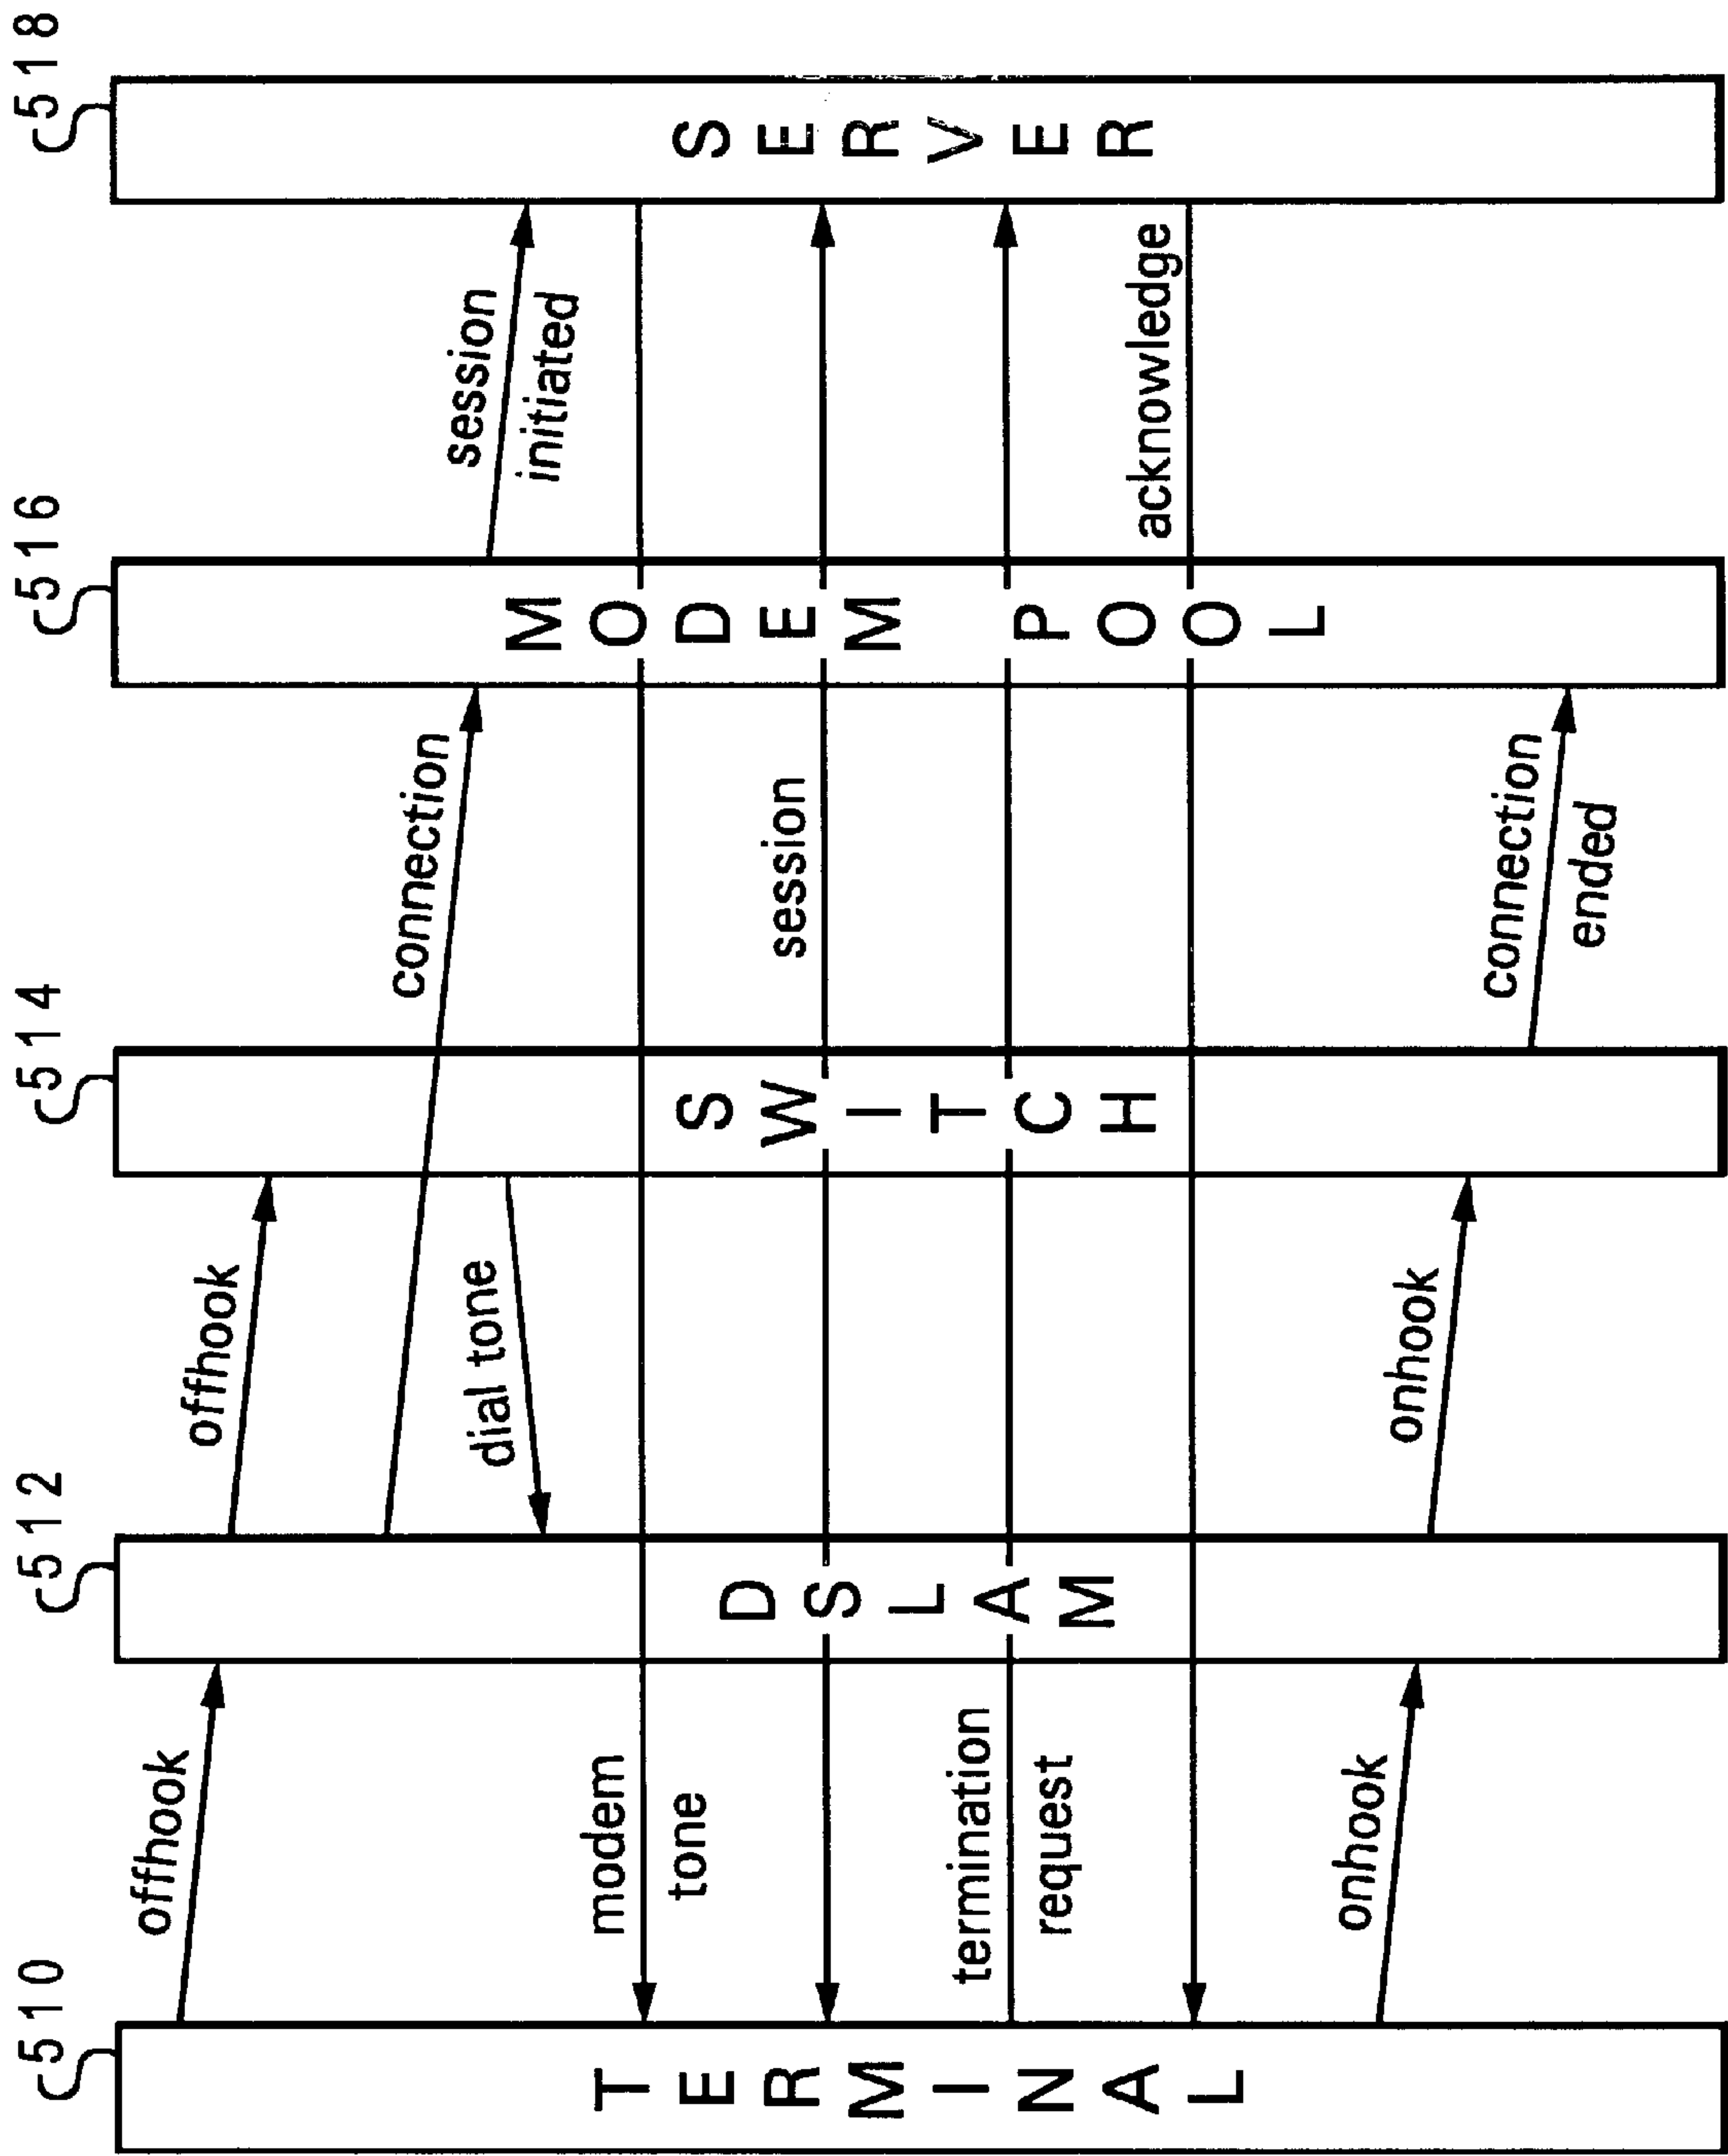 510
512
514
516
518
TERMINAL
DSLAM
SWITCH
MODEM POOL
SERVER
offhook
offhook
connection
dial tone
session
initiated
modem
tone
session
termination
request
acknowledge
onhook
onhook
connection
ended